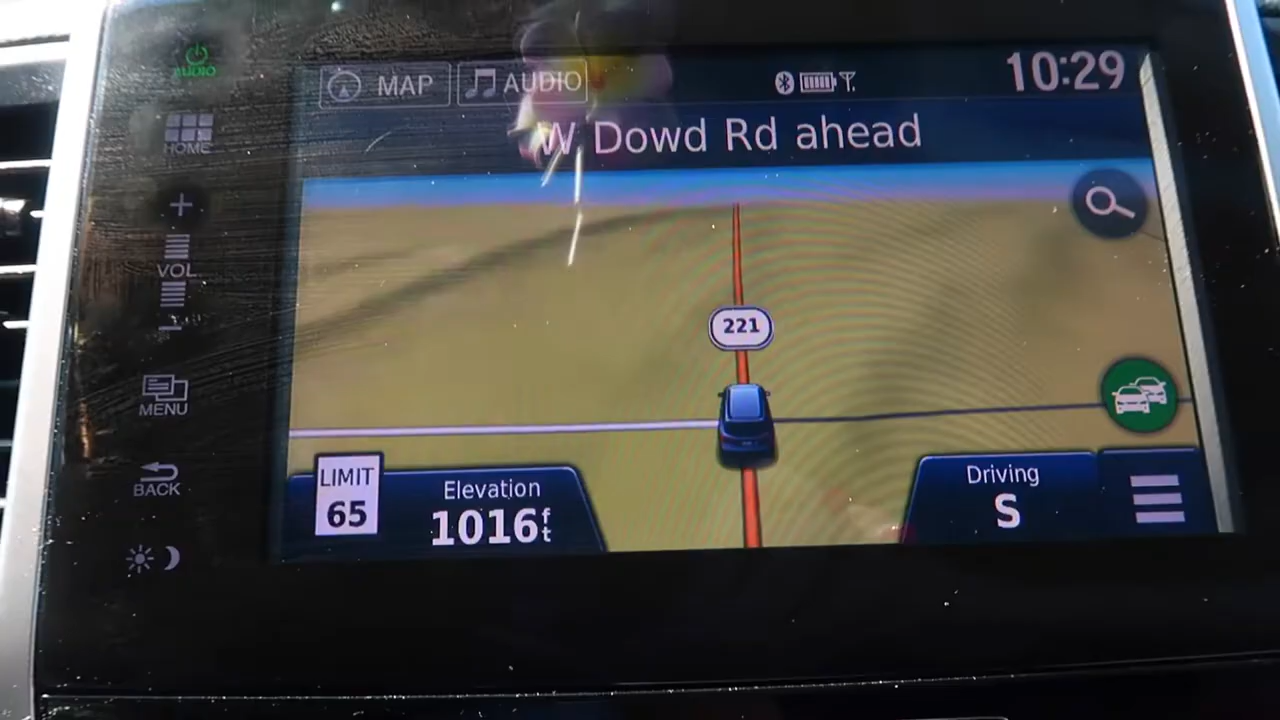 AUDIO
HOME
+
VOL
-
MENU
BACK
MAP
AUDIO
10:29
W Dowd Rd ahead
221
LIMIT
65
Elevation
1016ft
Driving
S